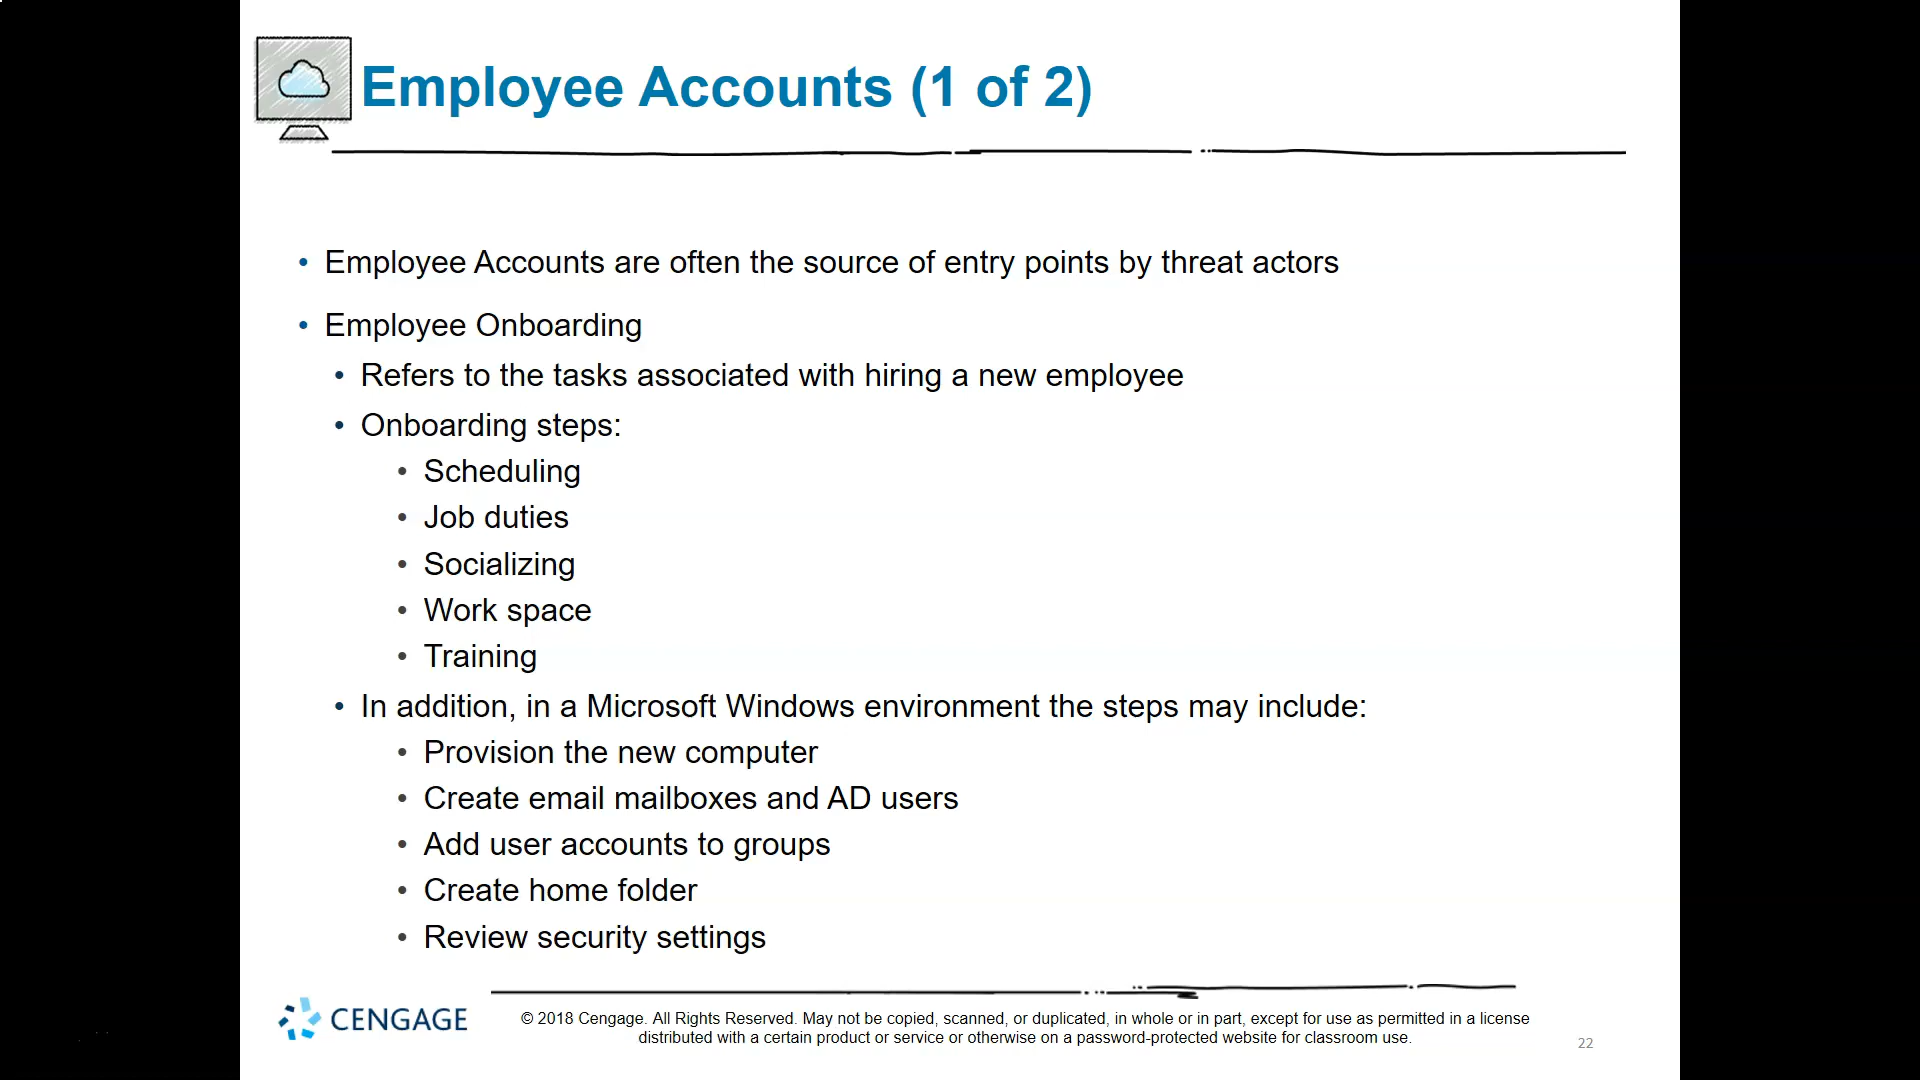 Employee Accounts (1 of 2)
• Employee Accounts are often the source of entry points by threat actors
• Employee Onboarding
• Refers to the tasks associated with hiring a new employee
• Onboarding steps:
• Scheduling
• Job duties
• Socializing
• Work space
• Training
• In addition, in a Microsoft Windows environment the steps may include:
• Provision the new computer
• Create email mailboxes and AD users
• Add user accounts to groups
• Create home folder
• Review security settings
CENGAGE
© 2018 Cengage. All Rights Reserved. May not be copied, scanned, or duplicated, in whole or in part, except for use as permitted in a license
distributed with a certain product or service or otherwise on a password-protected website for classroom use.
22